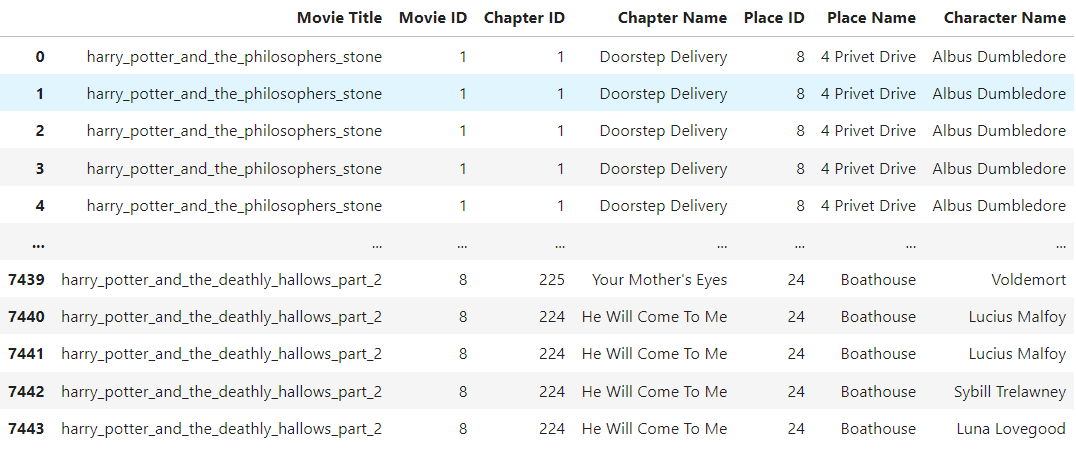 Movie Title Movie ID Chapter ID Chapter Name Place ID Place Name Character Name
0 harry_potter_and_the_philosophers_stone 1 1 Doorstep Delivery 8 4 Privet Drive Albus Dumbledore
1 harry_potter_and_the_philosophers_stone 1 1 Doorstep Delivery 8 4 Privet Drive Albus Dumbledore
2 harry_potter_and_the_philosophers_stone 1 1 Doorstep Delivery 8 4 Privet Drive Albus Dumbledore
3 harry_potter_and_the_philosophers_stone 1 1 Doorstep Delivery 8 4 Privet Drive Albus Dumbledore
4 harry_potter_and_the_philosophers_stone 1 1 Doorstep Delivery 8 4 Privet Drive Albus Dumbledore
... ... ... ... ... ... ... ...
7439 harry_potter_and_the_deathly_hallows_part_2 8 225 Your Mother's Eyes 24 Boathouse Voldemort
7440 harry_potter_and_the_deathly_hallows_part_2 8 224 He Will Come To Me 24 Boathouse Lucius Malfoy
7441 harry_potter_and_the_deathly_hallows_part_2 8 224 He Will Come To Me 24 Boathouse Lucius Malfoy
7442 harry_potter_and_the_deathly_hallows_part_2 8 224 He Will Come To Me 24 Boathouse Sybill Trelawney
7443 harry_potter_and_the_deathly_hallows_part_2 8 224 He Will Come To Me 24 Boathouse Luna Lovegood